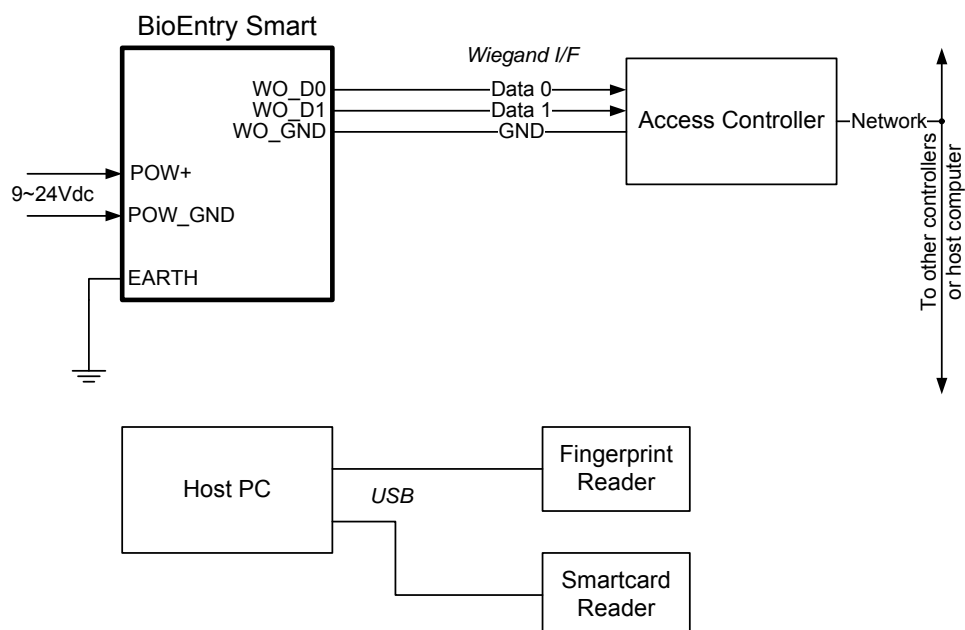 BioEntry Smart
Wiegand I/F
WO_D0
Data 0
WO_D1
Data 1
WO_GND
GND
Access Controller
Network
POW+
9~24Vdc
POW_GND
EARTH
To other controllers
or host computer
Host PC
USB
Fingerprint
Reader
Smartcard
Reader